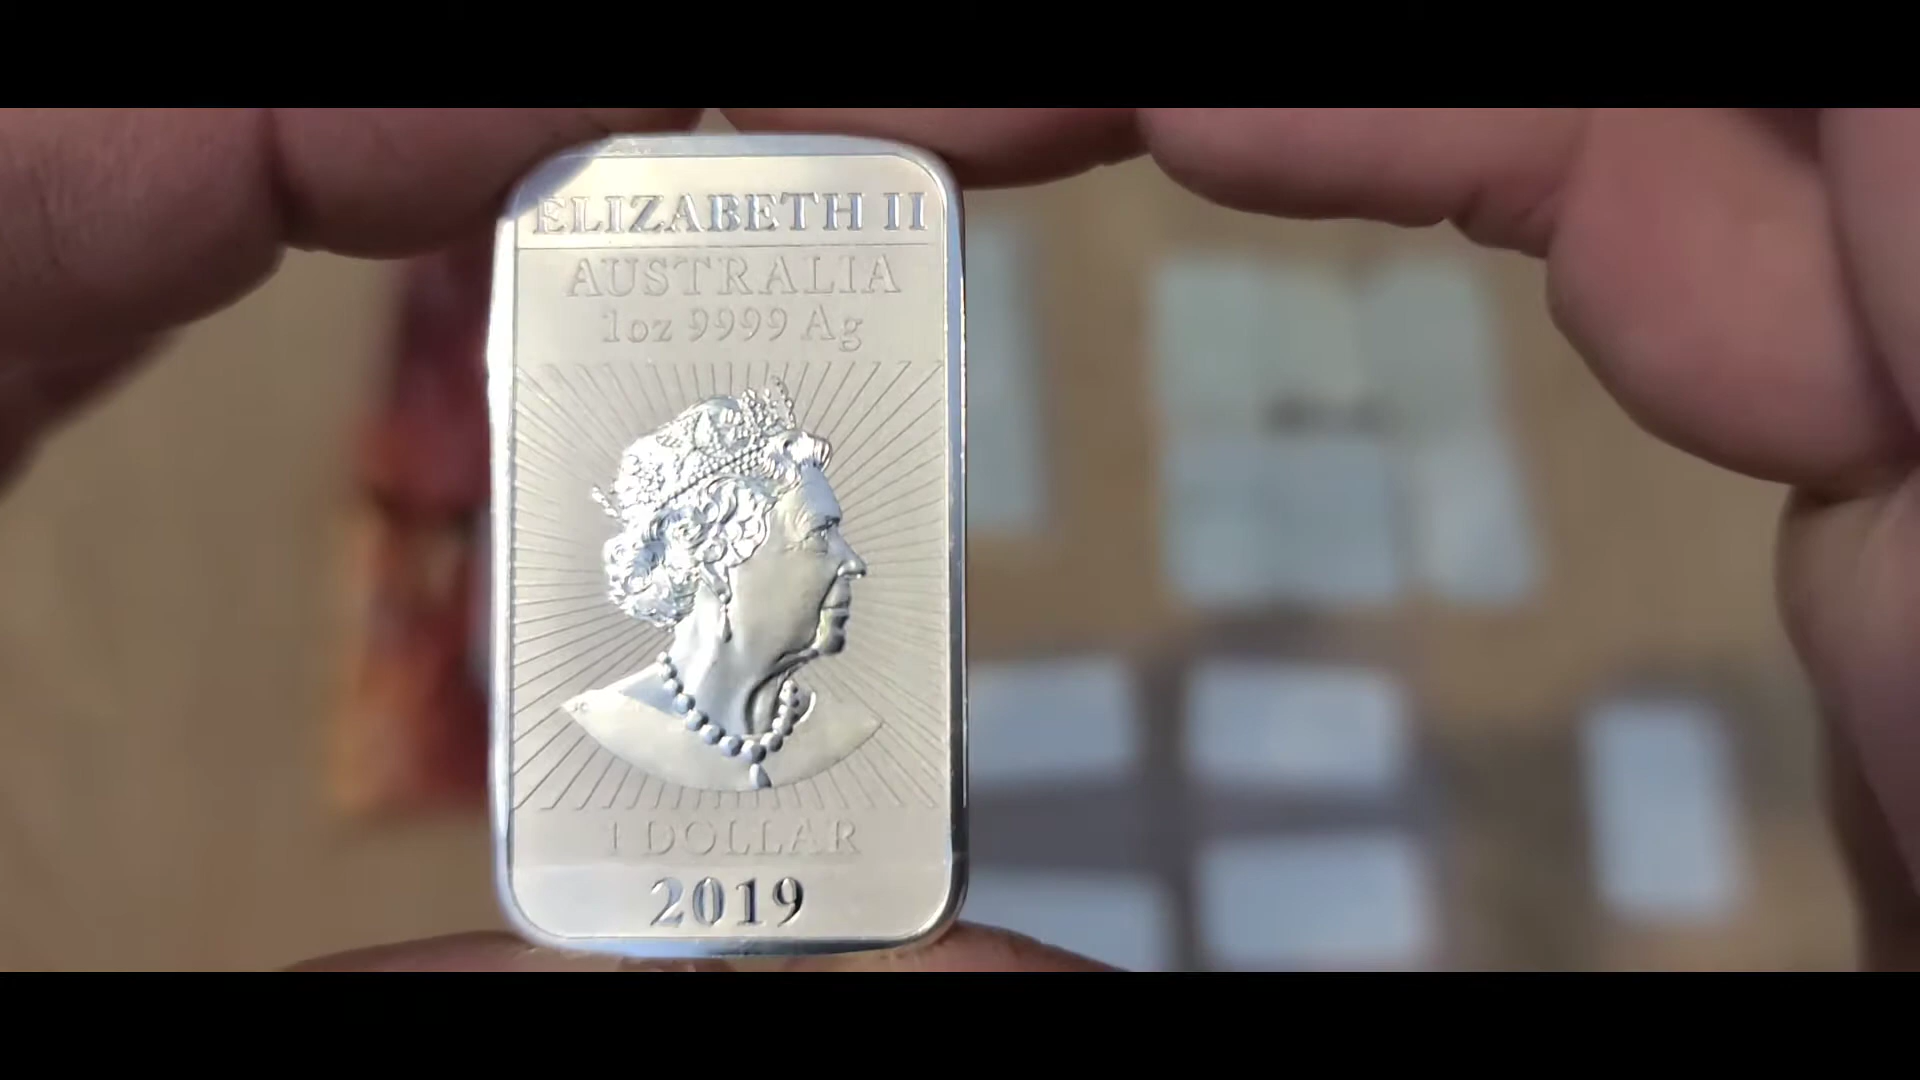 ELIZABETH II
AUSTRALIA
1oz 9999 Ag
1 DOLLAR
2019